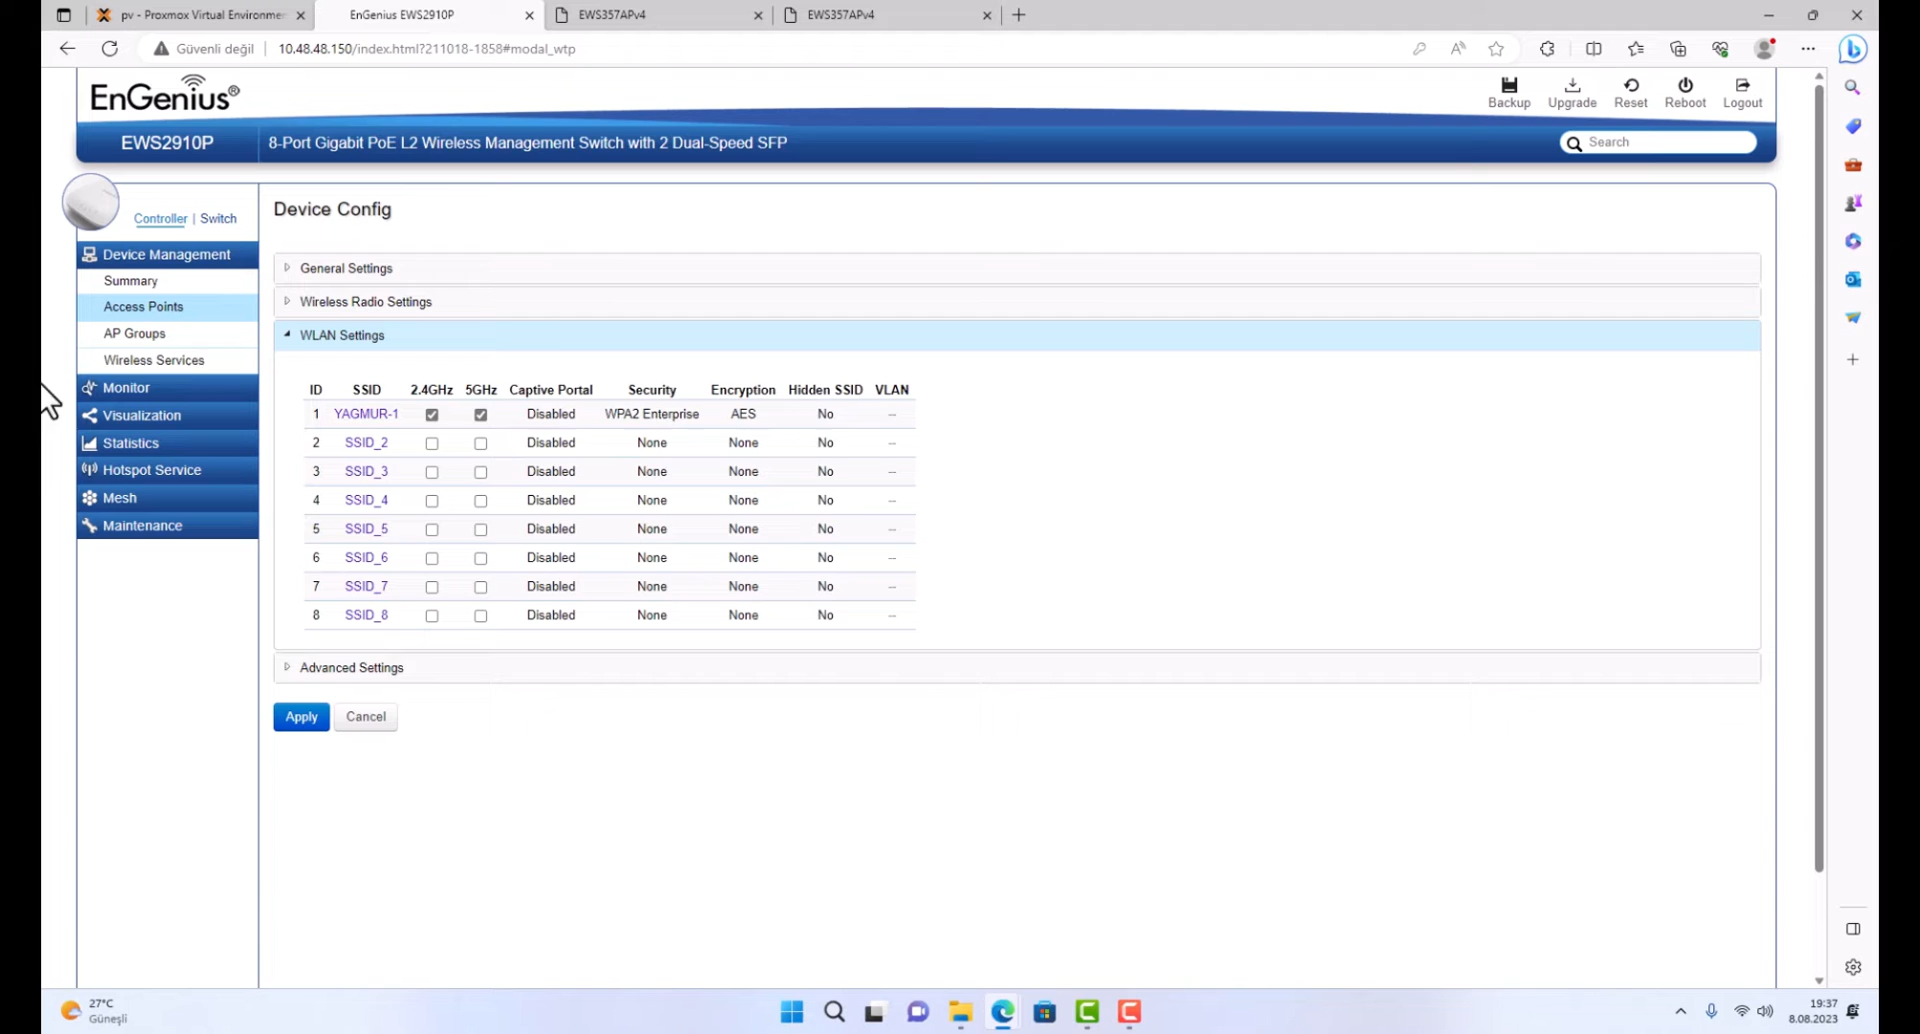 pv - Proxmox Virtual Environme
EnGenius EWS2910P
EWS357APv4
EWS357APv4
Güvenli değil
10.48.48.150/index.html?211018-1858#modal_wtp
EnGenius®
Backup Upgrade Reset Reboot Logout
EWS2910P
8-Port Gigabit PoE L2 Wireless Management Switch with 2 Dual-Speed SFP
Search
Controller | Switch
Device Management
Summary
Access Points
AP Groups
Wireless Services
Monitor
Visualization
Statistics
Hotspot Service
Mesh
Maintenance
Device Config
General Settings
Wireless Radio Settings
WLAN Settings
ID SSID 2.4GHz 5GHz Captive Portal Security Encryption Hidden SSID VLAN
1 YAGMUR-1 Disabled WPA2 Enterprise AES No --
2 SSID_2 Disabled None None No --
3 SSID_3 Disabled None None No --
4 SSID_4 Disabled None None No --
5 SSID_5 Disabled None None No --
6 SSID_6 Disabled None None No --
7 SSID_7 Disabled None None No --
8 SSID_8 Disabled None None No --
Advanced Settings
Apply Cancel
27°C
Güneşli
19:37
8.08.2023